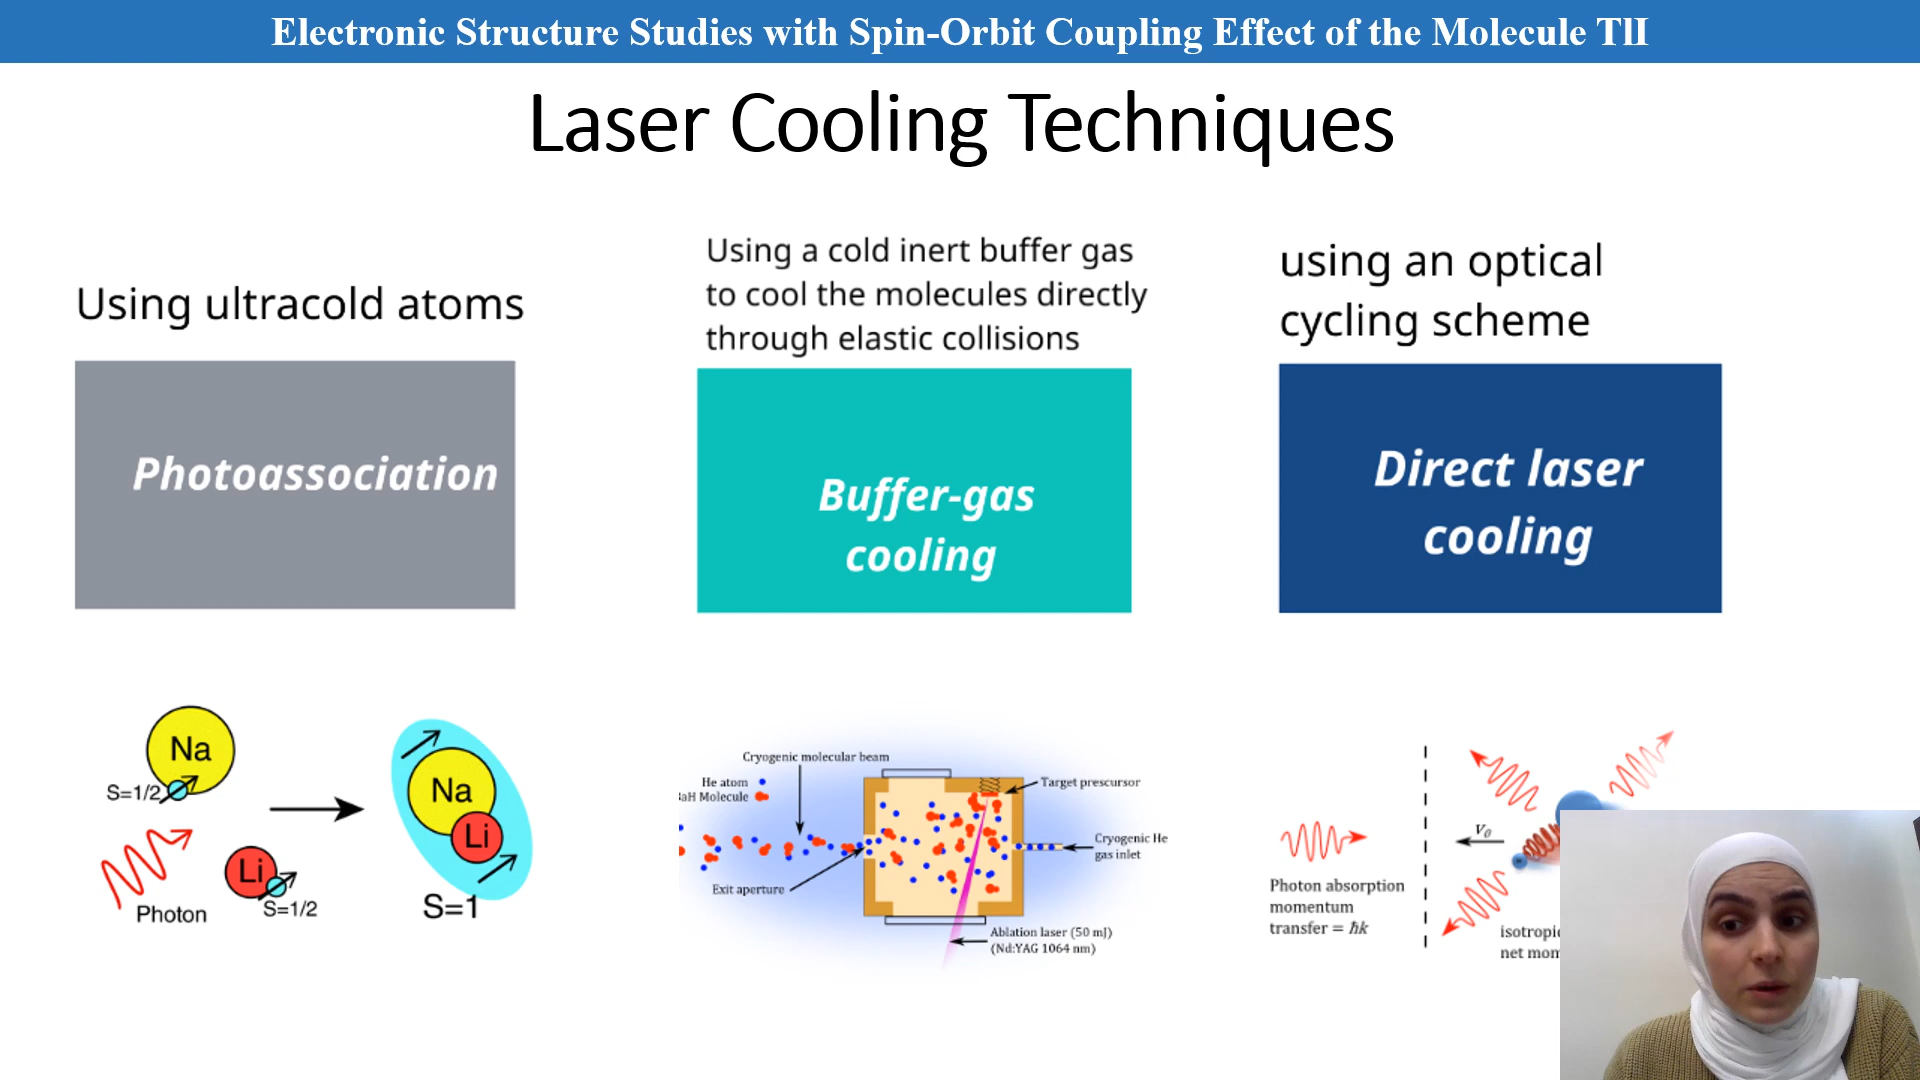 Electronic Structure Studies with Spin-Orbit Coupling Effect of the Molecule TlI
Laser Cooling Techniques
Using ultracold atoms
Photoassociation
Na
S=1/2
Photon
Li
S=1/2
Na
Li
S=1
Using a cold inert buffer gas
to cool the molecules directly
through elastic collisions
Buffer-gas
cooling
Cryogenic molecular beam
He atom
aH Molecule
Target prescursor
Cryogenic He
gas inlet
Exit aperture
Ablation laser (50 mJ)
(Nd:YAG 1064 nm)
using an optical
cycling scheme
Direct laser
cooling
Photon absorption
momentum
transfer = ħk
v₀
isotropic
net mom